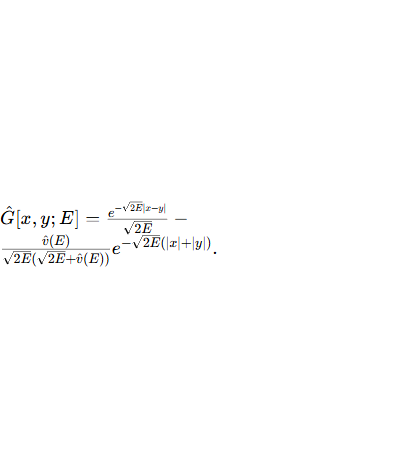 $\hat{G}[x, y; E] = \frac{e^{-\sqrt{2E}|x-y|}}{\sqrt{2E}} -$
$\frac{\hat{v}(E)}{\sqrt{2E}(\sqrt{2E}+\hat{v}(E))} e^{-\sqrt{2E}(|x|+|y|)}.$